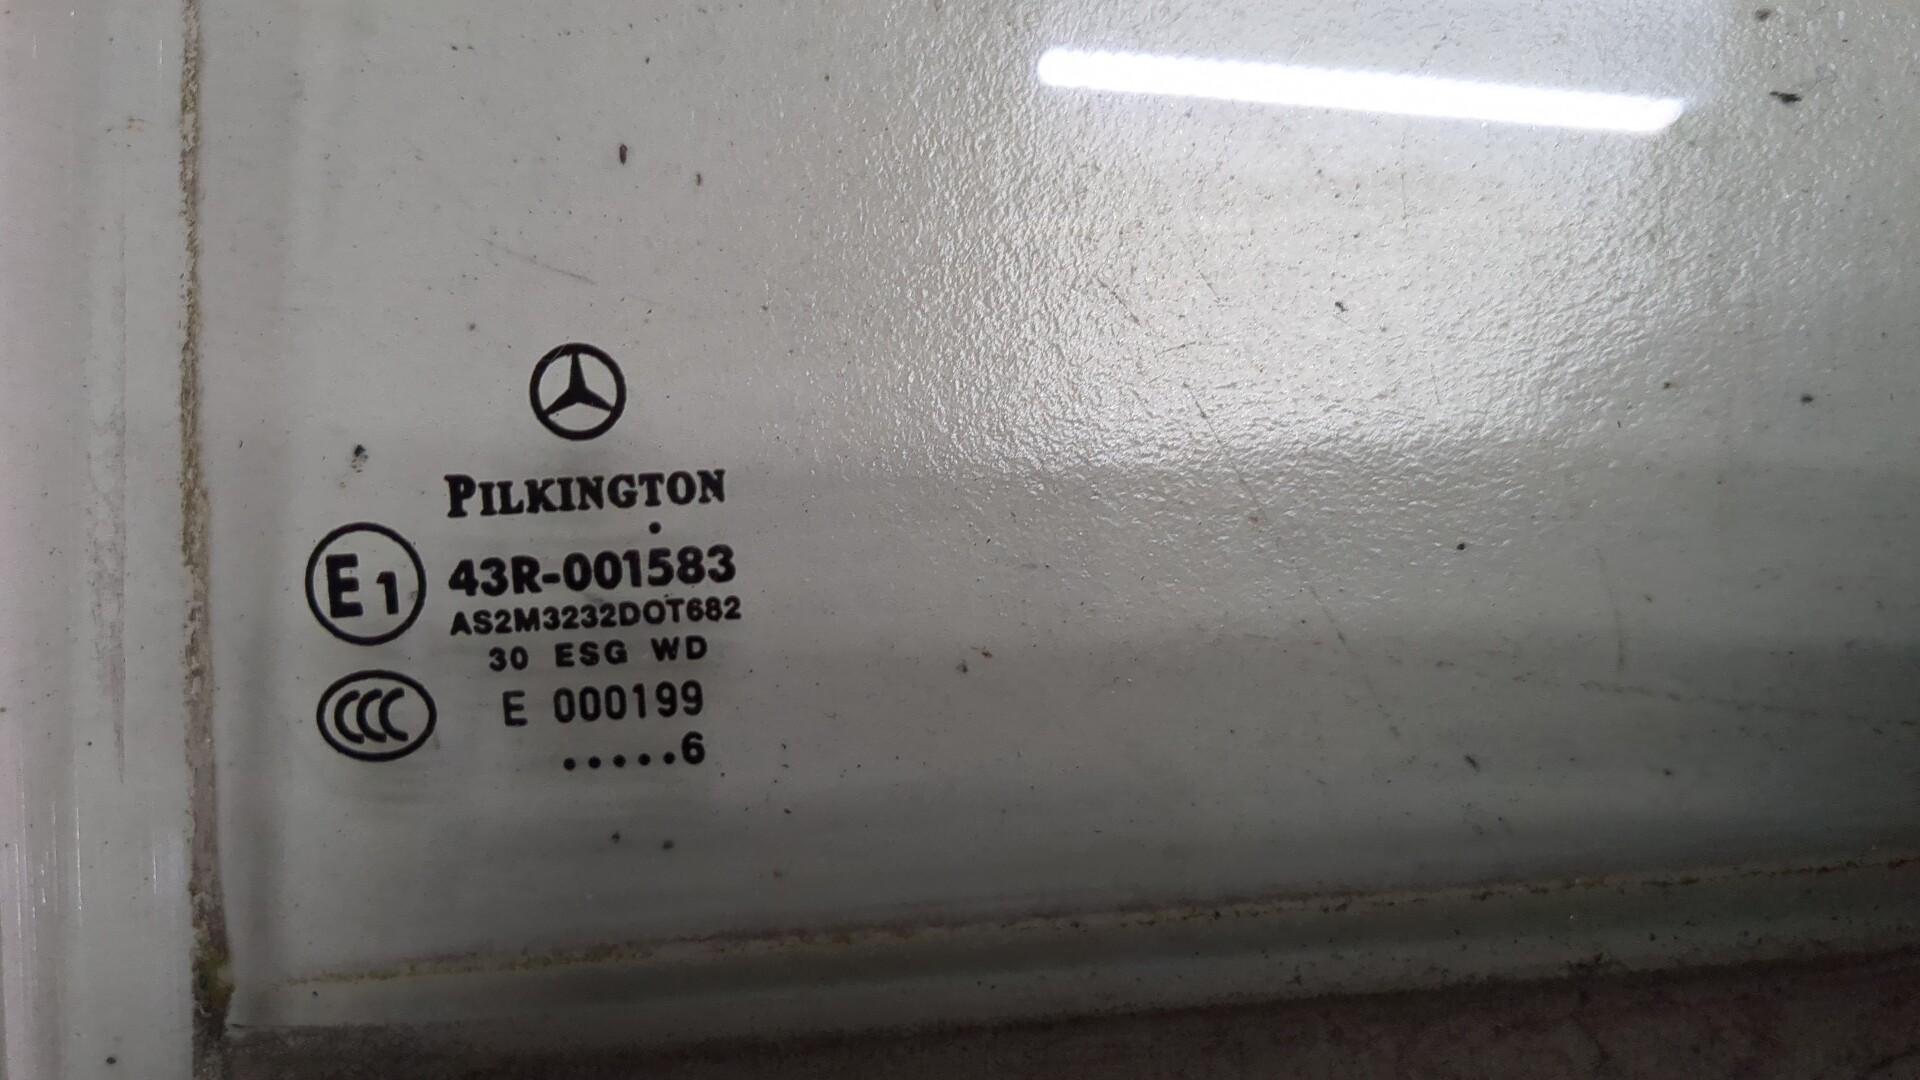 PILKINGTON
.
E1 43R-001583
AS2M3232DOT682
30 ESG WD
CCC E 000199
.....6